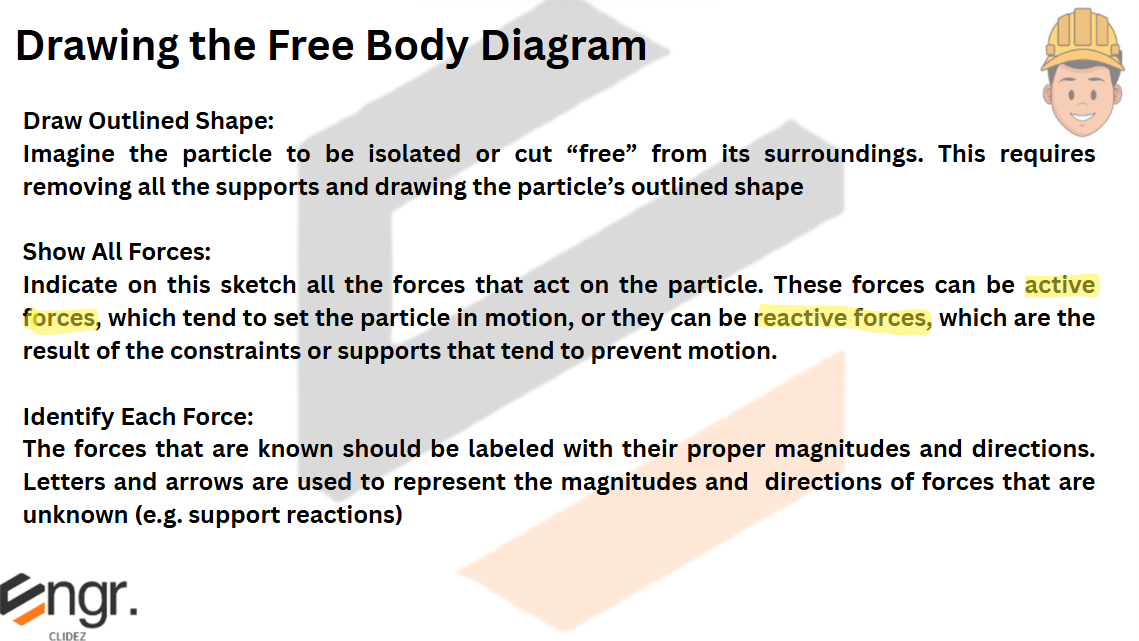 Drawing the Free Body Diagram
Draw Outlined Shape:
Imagine the particle to be isolated or cut “free” from its surroundings. This requires
removing all the supports and drawing the particle’s outlined shape
Show All Forces:
Indicate on this sketch all the forces that act on the particle. These forces can be active
forces, which tend to set the particle in motion, or they can be reactive forces, which are the
result of the constraints or supports that tend to prevent motion.
Identify Each Force:
The forces that are known should be labeled with their proper magnitudes and directions.
Letters and arrows are used to represent the magnitudes and  directions of forces that are
unknown (e.g. support reactions)
Engr.
CLIDEZ